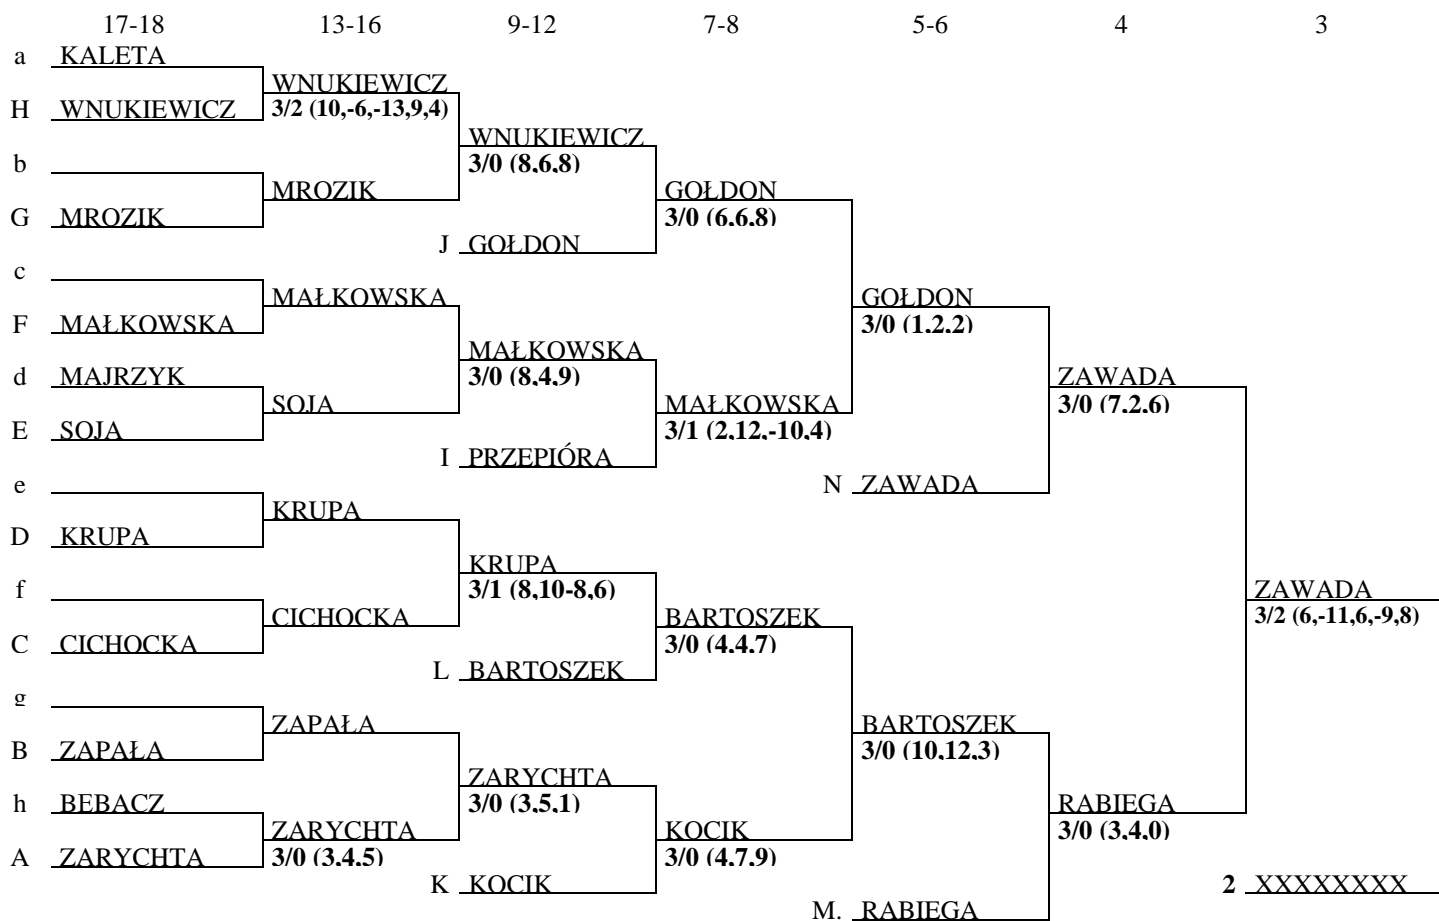 17-18 13-16 9-12 7-8 5-6 4 3
a KALETA
WNUKIEWICZ
H WNUKIEWICZ 3/2 (10,-6,-13,9,4)
WNUKIEWICZ
b 3/0 (8,6,8)
MROZIK GOŁDON
G MROZIK 3/0 (6,6,8)
J GOŁDON
c
MAŁKOWSKA GOŁDON
F MAŁKOWSKA 3/0 (1,2,2)
MAŁKOWSKA
d MAJRZYK 3/0 (8,4,9) ZAWADA
SOJA MAŁKOWSKA 3/0 (7,2,6)
E SOJA 3/1 (2,12,-10,4)
I PRZEPIÓRA
e N ZAWADA
KRUPA
D KRUPA
KRUPA
f 3/1 (8,10-8,6) ZAWADA
CICHOCKA BARTOSZEK 3/2 (6,-11,6,-9,8)
C CICHOCKA 3/0 (4,4,7)
L BARTOSZEK
g
ZAPAŁA BARTOSZEK
B ZAPAŁA 3/0 (10,12,3)
ZARYCHTA
h BEBACZ 3/0 (3,5,1) RABIEGA
ZARYCHTA KOCIK 3/0 (3,4,0)
A ZARYCHTA 3/0 (3,4,5) 3/0 (4,7,9)
K KOCIK 2 XXXXXXXX
M. RABIEGA